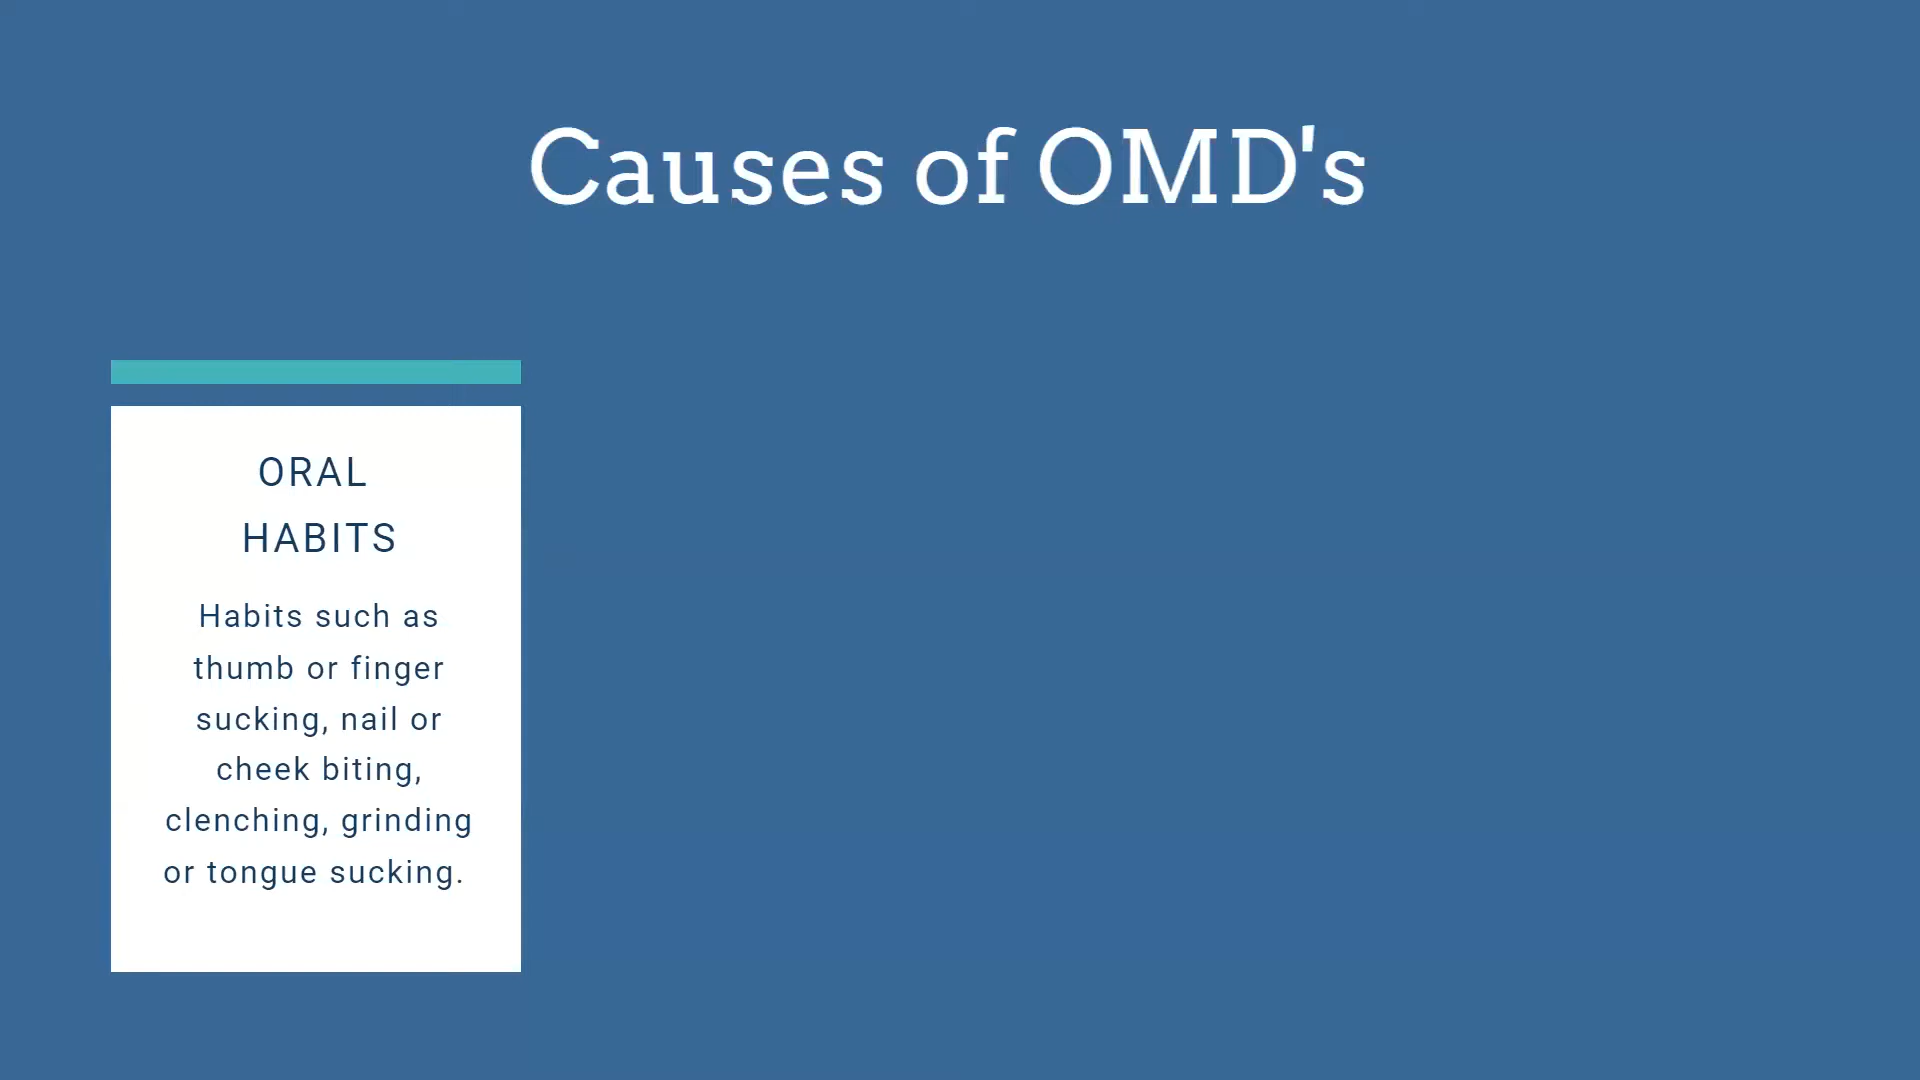 Causes of OMD's
ORAL
HABITS
Habits such as
thumb or finger
sucking, nail or
cheek biting,
clenching, grinding
or tongue sucking.